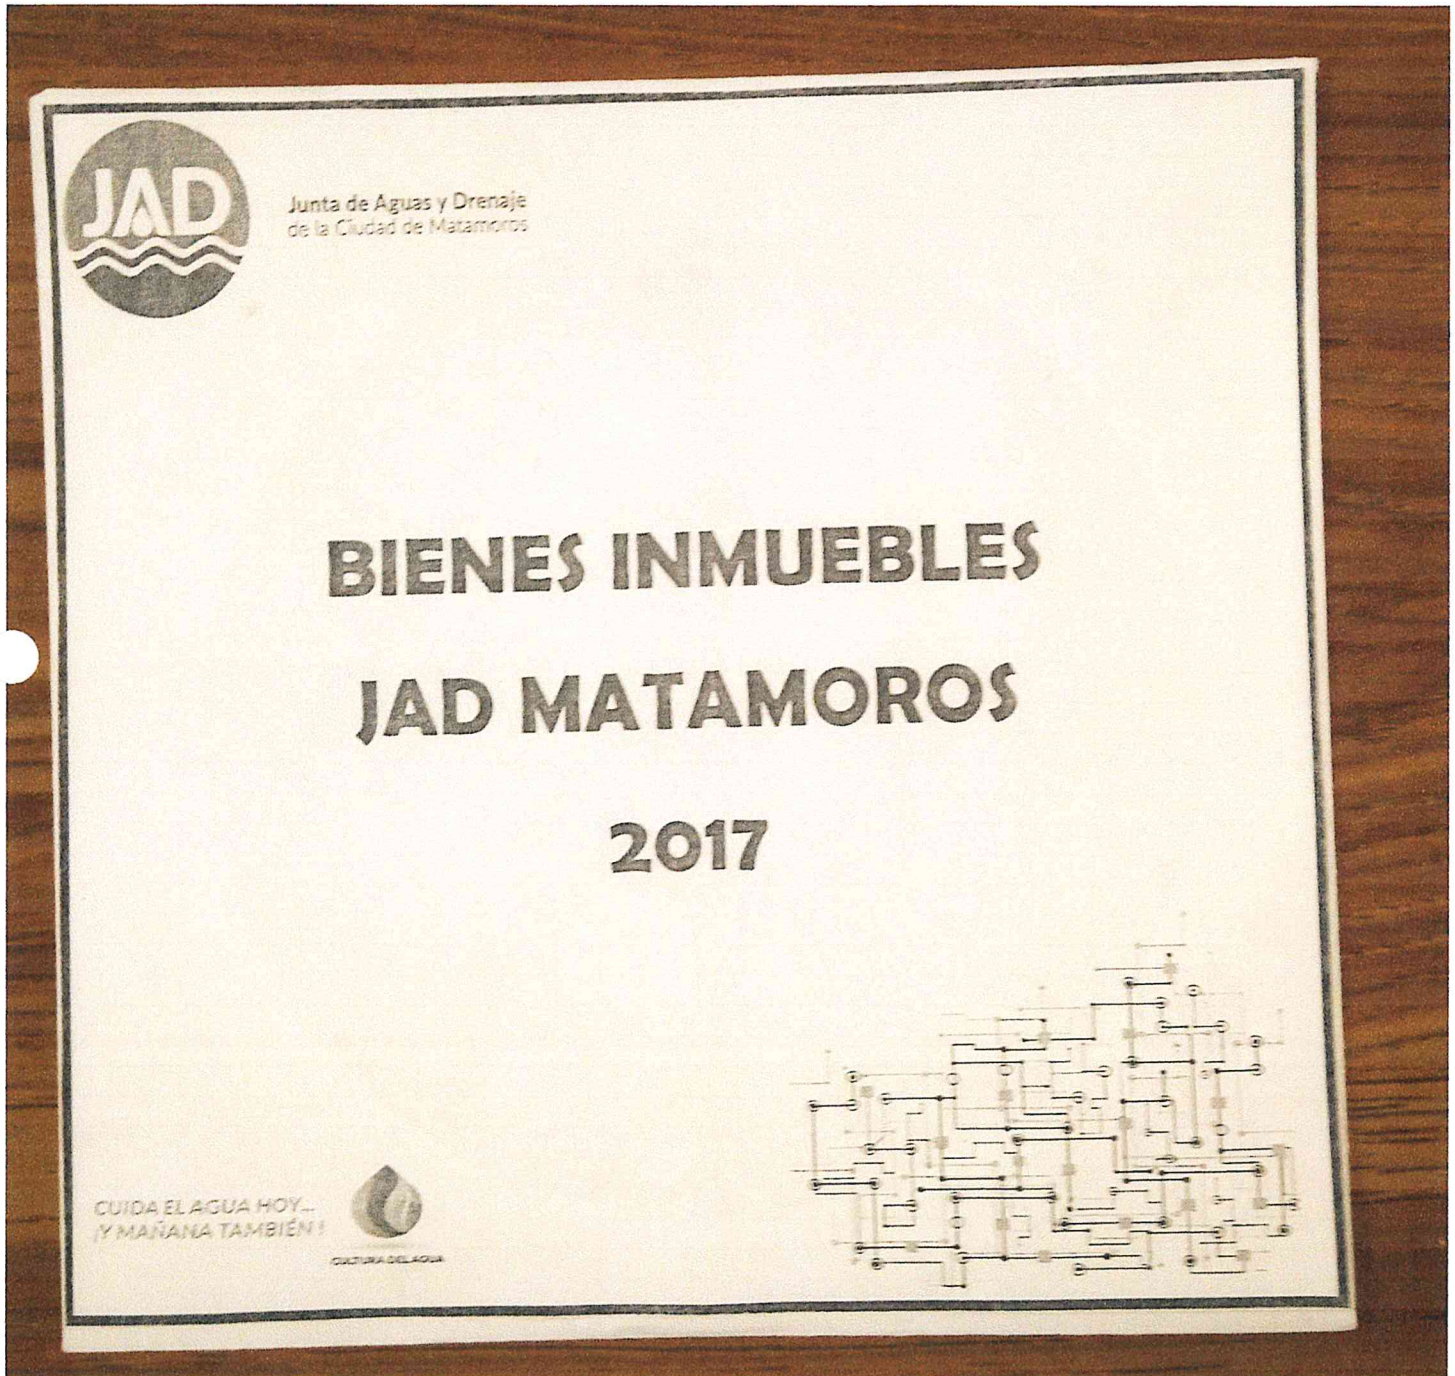 JAD
Junta de Aguas y Drenaje
de la Ciudad de Matamoros
BIENES INMUEBLES
JAD MATAMOROS
2017
CUIDA EL AGUA HOY...
¡Y MAÑANA TAMBIÉN!
CULTURA DEL AGUA